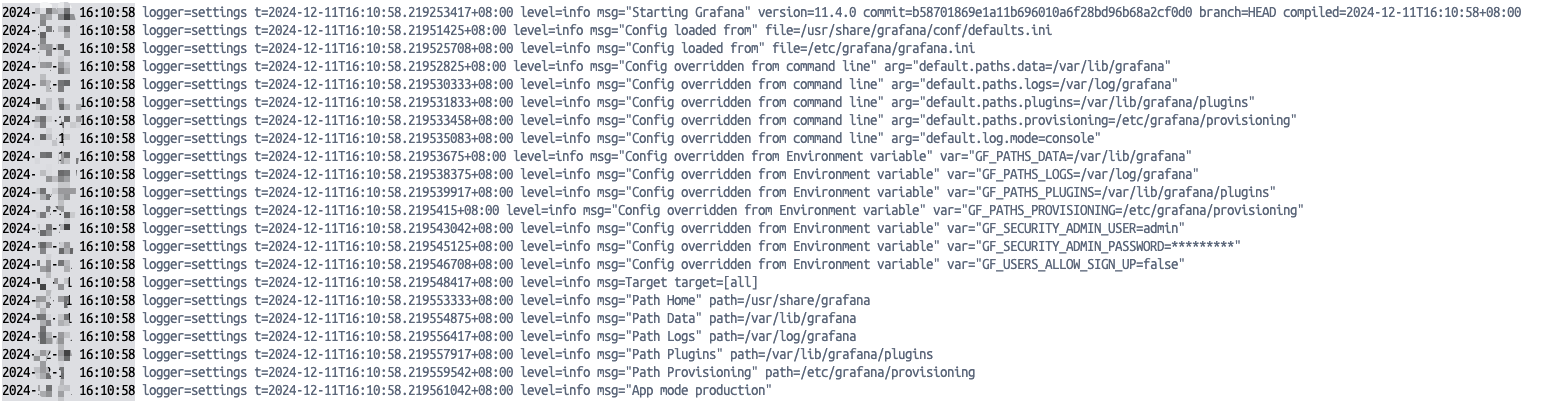 2024- 16:10:58 logger=settings t=2024-12-11T16:10:58.219253417+08:00 level=info msg="Starting Grafana" version=11.4.0 commit=b58701869e1a11b696010a6f28bd96b68a2cf0d0 branch=HEAD compiled=2024-12-11T16:10:58+08:00
2024- 16:10:58 logger=settings t=2024-12-11T16:10:58.21951425+08:00 level=info msg="Config loaded from" file=/usr/share/grafana/conf/defaults.ini
2024- 16:10:58 logger=settings t=2024-12-11T16:10:58.219525708+08:00 level=info msg="Config loaded from" file=/etc/grafana/grafana.ini
2024- 16:10:58 logger=settings t=2024-12-11T16:10:58.21952825+08:00 level=info msg="Config overridden from command line" arg="default.paths.data=/var/lib/grafana"
2024- 16:10:58 logger=settings t=2024-12-11T16:10:58.219530333+08:00 level=info msg="Config overridden from command line" arg="default.paths.logs=/var/log/grafana"
2024- 16:10:58 logger=settings t=2024-12-11T16:10:58.219531833+08:00 level=info msg="Config overridden from command line" arg="default.paths.plugins=/var/lib/grafana/plugins"
2024- 16:10:58 logger=settings t=2024-12-11T16:10:58.219533458+08:00 level=info msg="Config overridden from command line" arg="default.paths.provisioning=/etc/grafana/provisioning"
2024- 16:10:58 logger=settings t=2024-12-11T16:10:58.219535083+08:00 level=info msg="Config overridden from command line" arg="default.log.mode=console"
2024- 16:10:58 logger=settings t=2024-12-11T16:10:58.21953675+08:00 level=info msg="Config overridden from Environment variable" var="GF_PATHS_DATA=/var/lib/grafana"
2024- 16:10:58 logger=settings t=2024-12-11T16:10:58.219538375+08:00 level=info msg="Config overridden from Environment variable" var="GF_PATHS_LOGS=/var/log/grafana"
2024- 16:10:58 logger=settings t=2024-12-11T16:10:58.219539917+08:00 level=info msg="Config overridden from Environment variable" var="GF_PATHS_PLUGINS=/var/lib/grafana/plugins"
2024- 16:10:58 logger=settings t=2024-12-11T16:10:58.2195415+08:00 level=info msg="Config overridden from Environment variable" var="GF_PATHS_PROVISIONING=/etc/grafana/provisioning"
2024- 16:10:58 logger=settings t=2024-12-11T16:10:58.219543042+08:00 level=info msg="Config overridden from Environment variable" var="GF_SECURITY_ADMIN_USER=admin"
2024- 16:10:58 logger=settings t=2024-12-11T16:10:58.219545125+08:00 level=info msg="Config overridden from Environment variable" var="GF_SECURITY_ADMIN_PASSWORD=*********"
2024- 16:10:58 logger=settings t=2024-12-11T16:10:58.219546708+08:00 level=info msg="Config overridden from Environment variable" var="GF_USERS_ALLOW_SIGN_UP=false"
2024- 16:10:58 logger=settings t=2024-12-11T16:10:58.219548417+08:00 level=info msg=Target target=[all]
2024- 16:10:58 logger=settings t=2024-12-11T16:10:58.219553333+08:00 level=info msg="Path Home" path=/usr/share/grafana
2024- 16:10:58 logger=settings t=2024-12-11T16:10:58.219554875+08:00 level=info msg="Path Data" path=/var/lib/grafana
2024- 16:10:58 logger=settings t=2024-12-11T16:10:58.219556417+08:00 level=info msg="Path Logs" path=/var/log/grafana
2024- 16:10:58 logger=settings t=2024-12-11T16:10:58.219557917+08:00 level=info msg="Path Plugins" path=/var/lib/grafana/plugins
2024- 16:10:58 logger=settings t=2024-12-11T16:10:58.219559542+08:00 level=info msg="Path Provisioning" path=/etc/grafana/provisioning
2024- 16:10:58 logger=settings t=2024-12-11T16:10:58.219561042+08:00 level=info msg="App mode production"